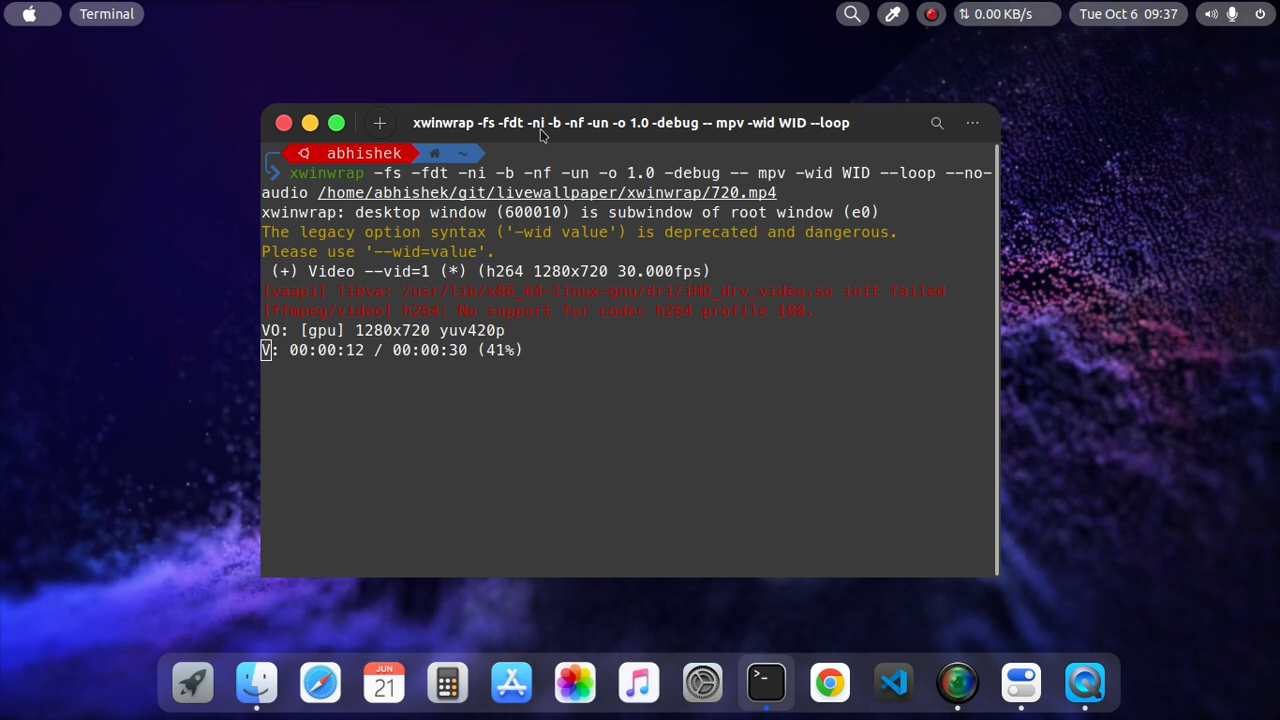 Terminal
0.00 KB/s
Tue Oct 6 09:37
xwinwrap -fs -fdt -ni -b -nf -un -o 1.0 -debug -- mpv -wid WID --loop
abhishek ~
xwinwrap -fs -fdt -ni -b -nf -un -o 1.0 -debug -- mpv -wid WID --loop --no-
audio /home/abhishek/git/livewallpaper/xwinwrap/720.mp4
xwinwrap: desktop window (600010) is subwindow of root window (e0)
The legacy option syntax ('-wid value') is deprecated and dangerous.
Please use '--wid=value'.
(+) Video --vid=1 (*) (h264 1280x720 30.000fps)
[vaapi] libva: /usr/lib/x86_64-linux-gnu/dri/iHD_drv_video.so init failed
[ffmpeg/video] h264: No support for codec h264 profile 100.
VO: [gpu] 1280x720 yuv420p
V: 00:00:12 / 00:00:30 (41%)
JUN
21
>_